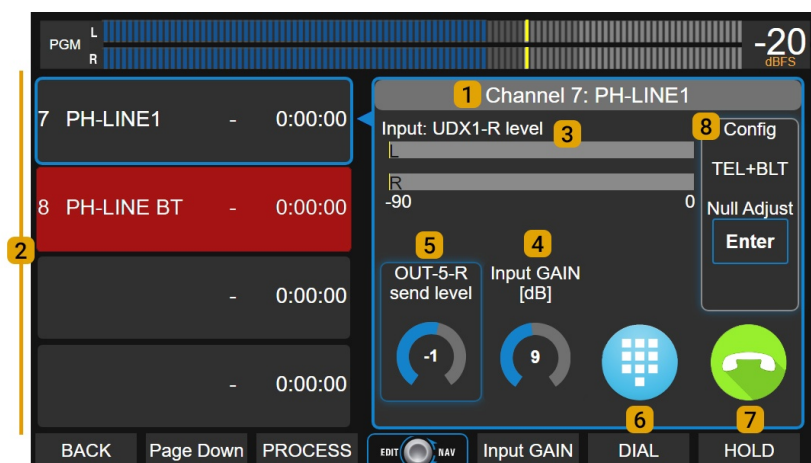 PGM
L
R
-20
dBFS
7 PH-LINE1 - 0:00:00
8 PH-LINE BT - 0:00:00
- 0:00:00
- 0:00:00
2
1 Channel 7: PH-LINE1
Input: UDX1-R level 3
L
R
-90 0
8 Config
TEL+BLT
Null Adjust
Enter
5
OUT-5-R
send level
-1
4
Input GAIN
[dB]
9
6
7
BACK Page Down PROCESS EDIT NAV Input GAIN DIAL HOLD